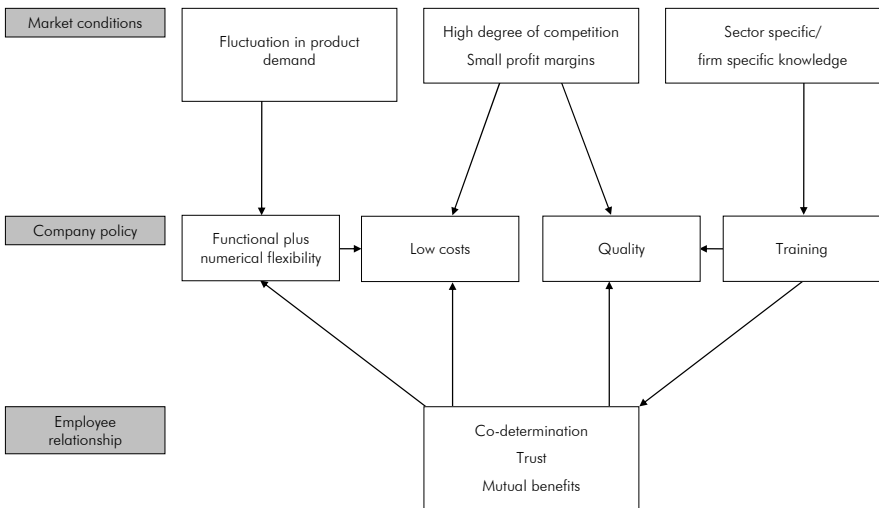 Market conditions
Fluctuation in product
demand
High degree of competition
Small profit margins
Sector specific/
firm specific knowledge
Company policy
Functional plus
numerical flexibility
Low costs
Quality
Training
Employee
relationship
Co-determination
Trust
Mutual benefits